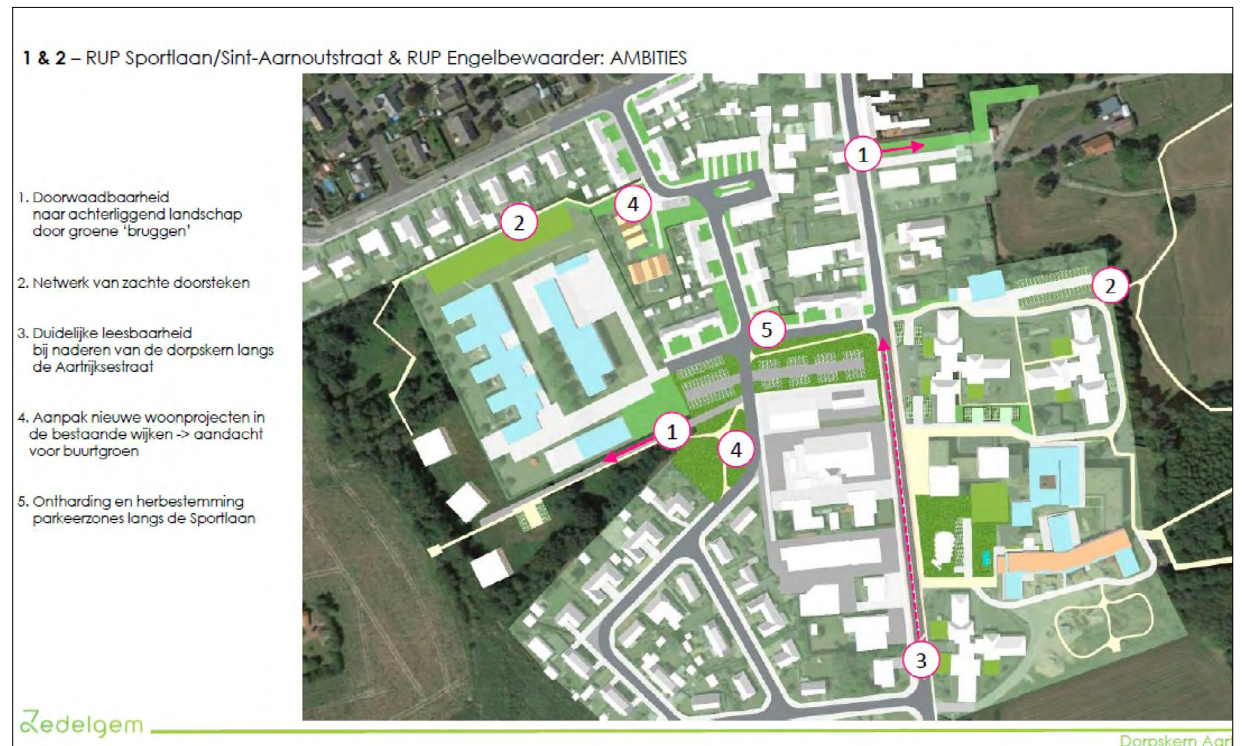 1 & 2 – RUP Sportlaan/Sint-Aarnoutstraat & RUP Engelbewaarder: AMBITIES
1. Doorwaadbaarheid
naar achterliggend landschap
door groene 'bruggen'
2. Netwerk van zachte doorsteken
3. Duidelijke leesbaarheid
bij naderen van de dorpskern langs
de Aartrijksestraat
4. Aanpak nieuwe woonprojecten in
de bestaande wijken -> aandacht
voor buurtgroen
5. Ontharding en herbestemming
parkeerzones langs de Sportlaan
1
4
2
2
5
1
4
3
Zedelgem
Dorpskern Aar